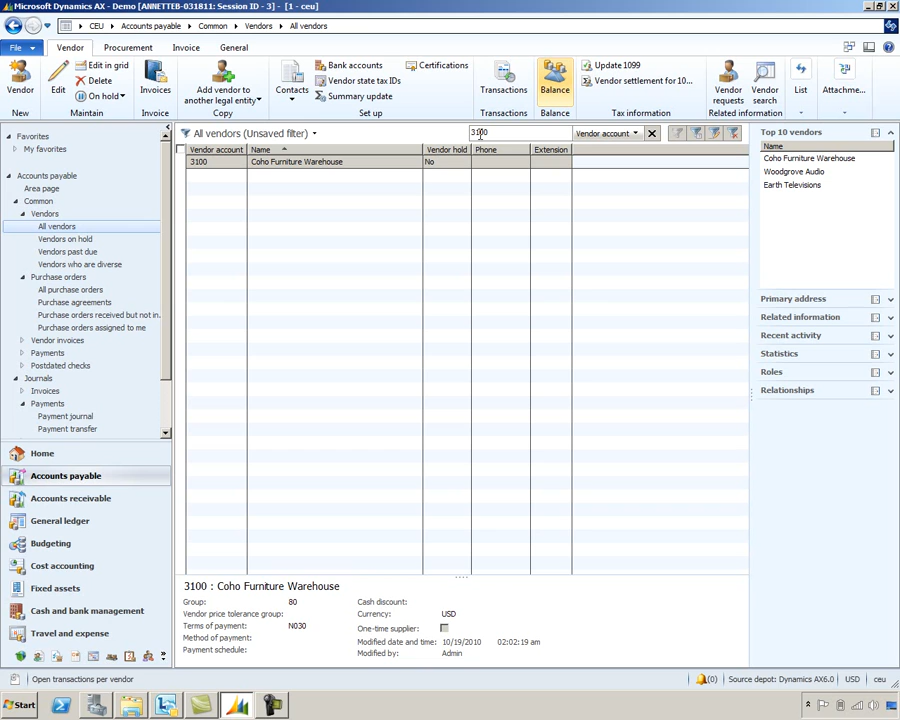 Microsoft Dynamics AX - Demo [ANNETTEB-031811: Session ID - 3] - [1 - ceu]
CEU ▸ Accounts payable ▸ Common ▸ Vendors ▸ All vendors
File Vendor Procurement Invoice General
Vendor
New
Edit
Edit in grid
Delete
On hold
Maintain
Invoices
Invoice
Add vendor to another legal entity
Copy
Contacts
Bank accounts
Vendor state tax IDs
Summary update
Certifications
Set up
Transactions
Transactions
Balance
Balance
Update 1099
Vendor settlement for 10...
Tax information
Vendor requests
Vendor search
Related information
List
Attachme...
Favorites
My favorites
Accounts payable
Area page
Common
Vendors
All vendors
Vendors on hold
Vendors past due
Vendors who are diverse
Purchase orders
All purchase orders
Purchase agreements
Purchase orders received but not in.
Purchase orders assigned to me
Vendor invoices
Payments
Postdated checks
Journals
Invoices
Payments
Payment journal
Payment transfer
Home
Accounts payable
Accounts receivable
General ledger
Budgeting
Cost accounting
Fixed assets
Cash and bank management
Travel and expense
All vendors (Unsaved filter)
3100
Vendor account
Vendor account Name Vendor hold Phone Extension
3100 Coho Furniture Warehouse No
3100 : Coho Furniture Warehouse
Group: 80
Vendor price tolerance group:
Terms of payment: N030
Method of payment:
Payment schedule:
Cash discount:
Currency: USD
One-time supplier:
Modified date and time: 10/19/2010 02:02:19 am
Modified by: Admin
Top 10 vendors
Name
Coho Furniture Warehouse
Woodgrove Audio
Earth Televisions
Primary address
Related information
Recent activity
Statistics
Roles
Relationships
Open transactions per vendor
(0) Source depot: Dynamics AX6.0 USD ceu
Start